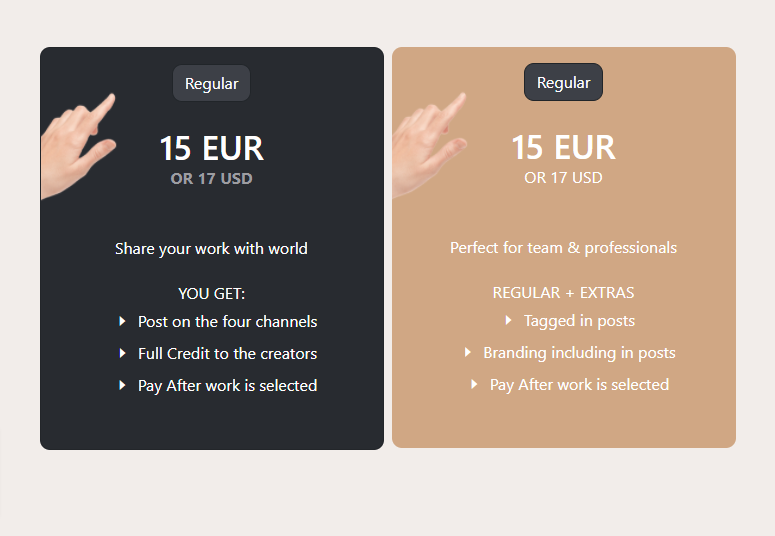 Regular
15 EUR
OR 17 USD
Share your work with world
YOU GET:
Post on the four channels
Full Credit to the creators
Pay After work is selected
Regular
15 EUR
OR 17 USD
Perfect for team & professionals
REGULAR + EXTRAS
Tagged in posts
Branding including in posts
Pay After work is selected